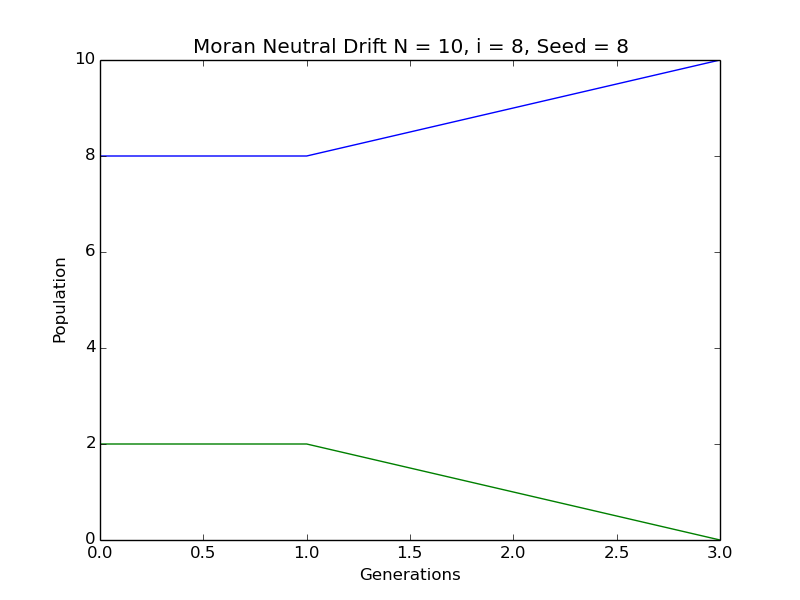 Moran Neutral Drift N = 10, i = 8, Seed = 8
10
8
6
4
2
0
Population
0.0 0.5 1.0 1.5 2.0 2.5 3.0
Generations